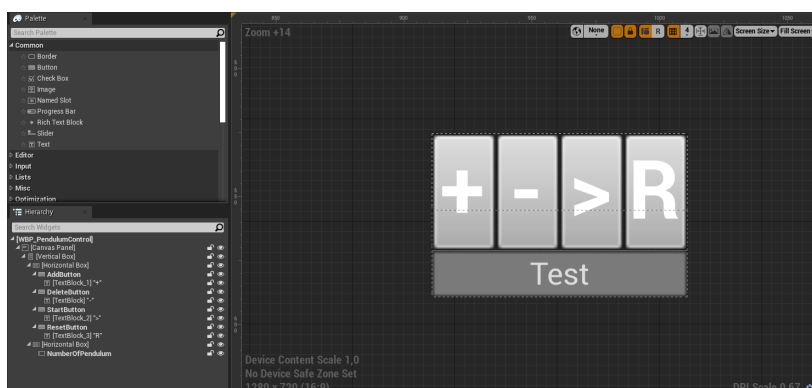 Palette
Search Palette
Common
Border
Button
Check Box
Image
Named Slot
Progress Bar
Rich Text Block
Slider
Text
Editor
Input
Lists
Misc
Optimization
Hierarchy
Search Widgets
[WBP_PendulumControl]
[Canvas Panel]
[Vertical Box]
[Horizontal Box]
AddButton
[TextBlock_1] "+"
DeleteButton
[TextBlock] "-"
StartButton
[TextBlock_2] ">"
ResetButton
[TextBlock_3] "R"
[Horizontal Box]
NumberOfPendulum
850 900 950 1000 1050
Zoom +14
None R 4 Screen Size Fill Screen
+ - > R
Test
Device Content Scale 1,0
No Device Safe Zone Set
1280 x 720 (16:9)
DPI Scale 0,67